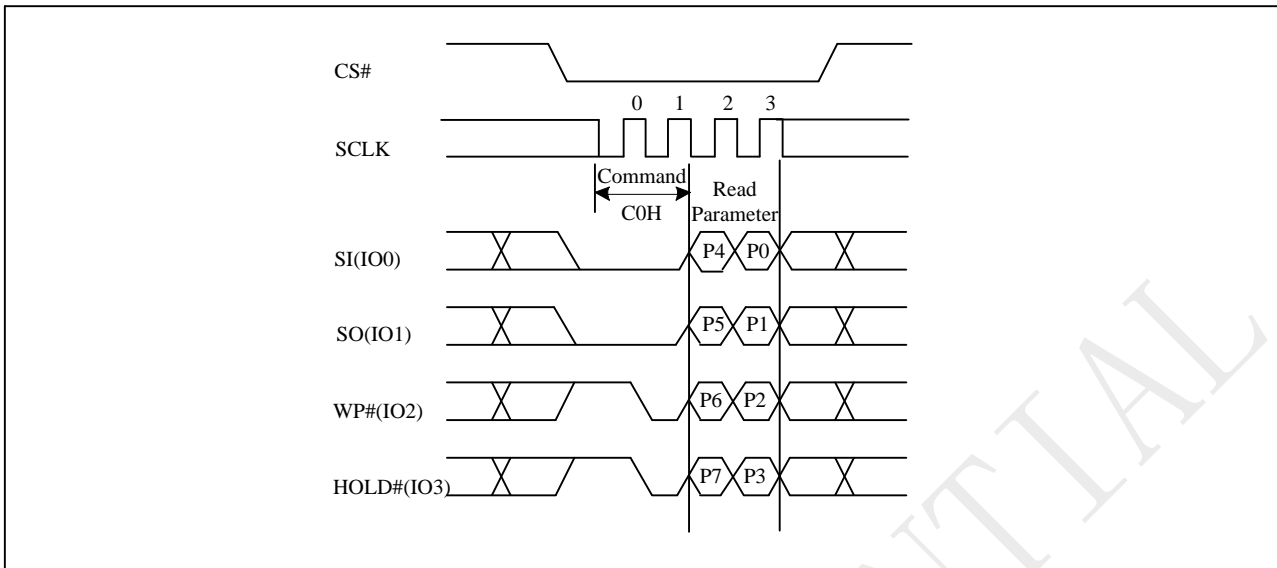 CS#
0 1 2 3
SCLK
Command
Read
C0H
Parameter
SI(IO0)
P4 P0
SO(IO1)
P5 P1
WP#(IO2)
P6 P2
HOLD#(IO3)
P7 P3
NTIAL